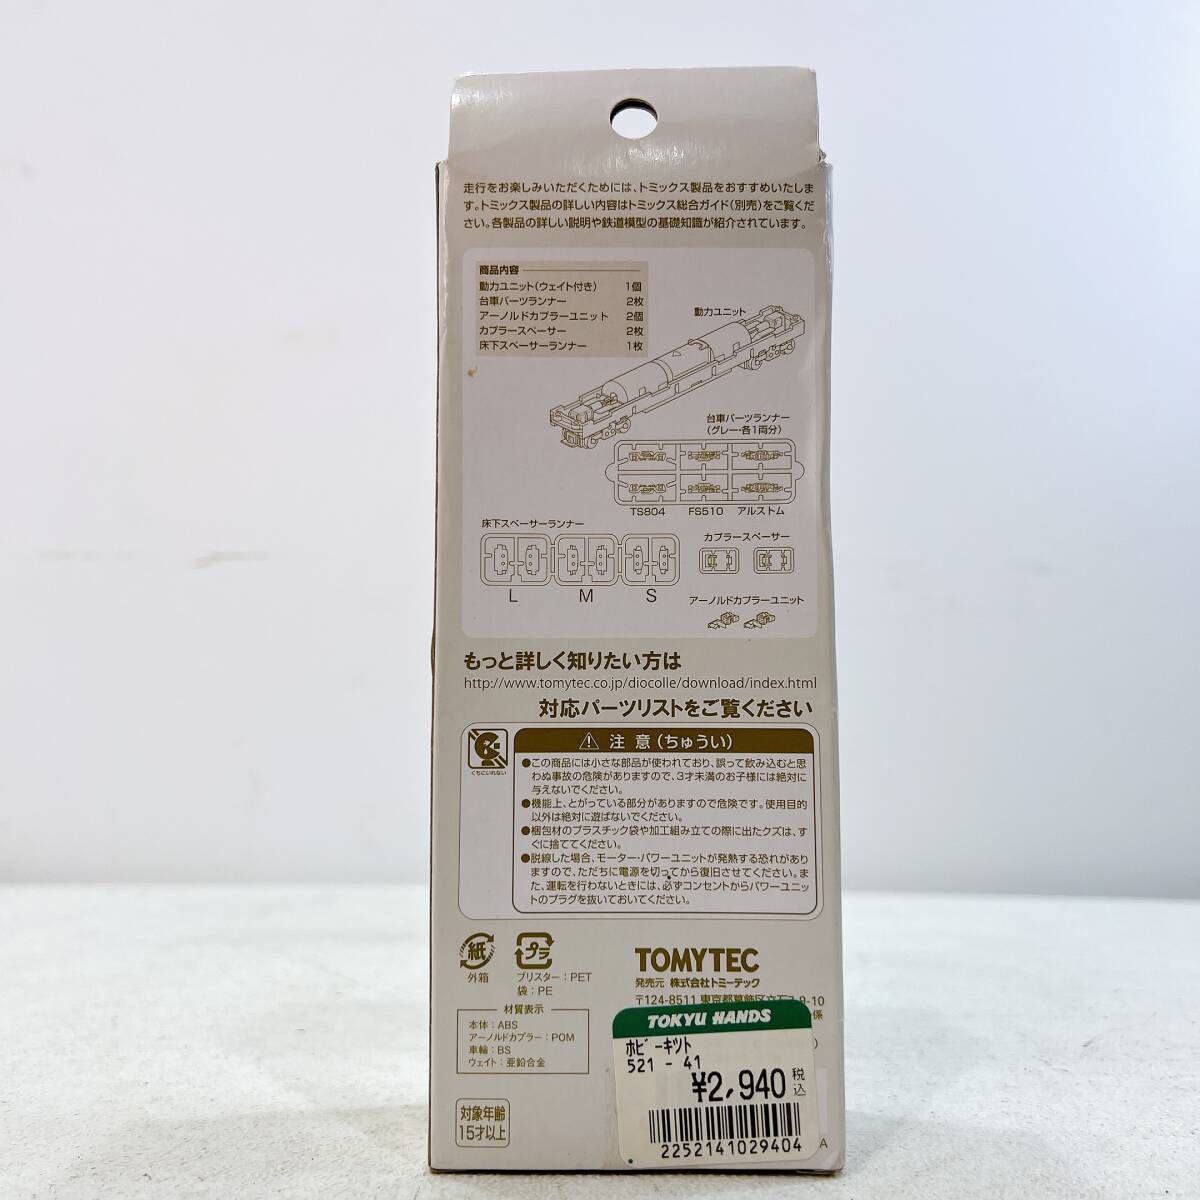 走行をお楽しみいただくためには、トミックス製品をおすすめいたしま
す。トミックス製品の詳しい内容はトミックス総合ガイド(別売)をご覧くだ
さい。各製品の詳しい説明や鉄道模型の基礎知識が紹介されています。
商品内容
動力ユニット(ウェイト付き) 1個
台車パーツランナー 2枚
アーノルドカプラーユニット 2個
カプラースペーサー 2枚
床下スペーサーランナー 1枚
動力ユニット
台車パーツランナー
(グレー・各1両分)
TS804 FS510 アルストム
床下スペーサーランナー
カプラースペーサー
L M S
アーノルドカプラーユニット
もっと詳しく知りたい方は
http://www.tomytec.co.jp/diocolle/download/index.html
対応パーツリストをご覧ください
くちにいれない
⚠ 注意(ちゅうい)
●この商品には小さな部品が使われており、誤って飲み込むと思
わぬ事故の危険がありますので、3才未満のお子様には絶対に
与えないでください。
●機能上、とがっている部分がありますので危険です。使用目的
以外は絶対に遊ばないでください。
●梱包材のプラスチック袋や加工組み立ての際に出たクズは、す
ぐに捨ててください。
●脱線した場合、モーター・パワーユニットが発熱する恐れがあり
ますので、ただちに電源を切ってから復旧させてください。ま
た、運転を行わないときには、必ずコンセントからパワーユニッ
トのプラグを抜いておいてください。
紙
外箱
プラ
ブリスター:PET
袋:PE
材質表示
本体:ABS
アーノルドカプラー:POM
車輪:BS
ウェイト:亜鉛合金
対象年齢
15才以上
TOMYTEC
発売元 株式会社トミーテック
〒124-8511 東京都葛飾区立石 9-10
係
TOKYU HANDS
ホビーキット
521-41
¥2,940 税込
2252141029404
A